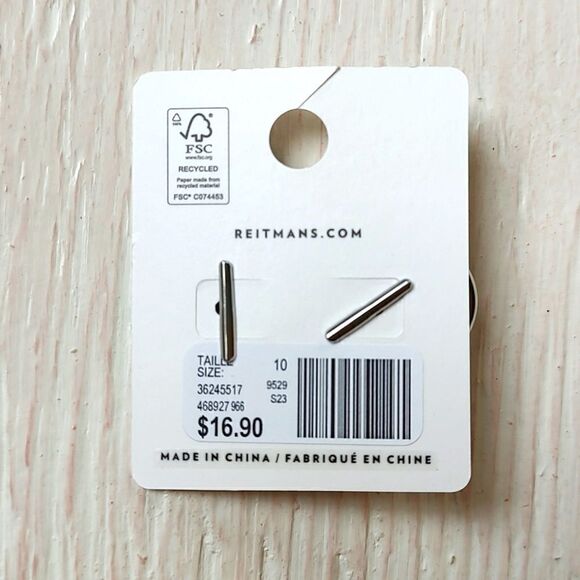 100%
FSC
www.fsc.org
RECYCLED
Paper made from
recycled material
FSC® C074453
REITMANS.COM
TAILLE 10
SIZE:
36245517 9529
468927 966 S23
$16.90
MADE IN CHINA / FABRIQUÉ EN CHINE